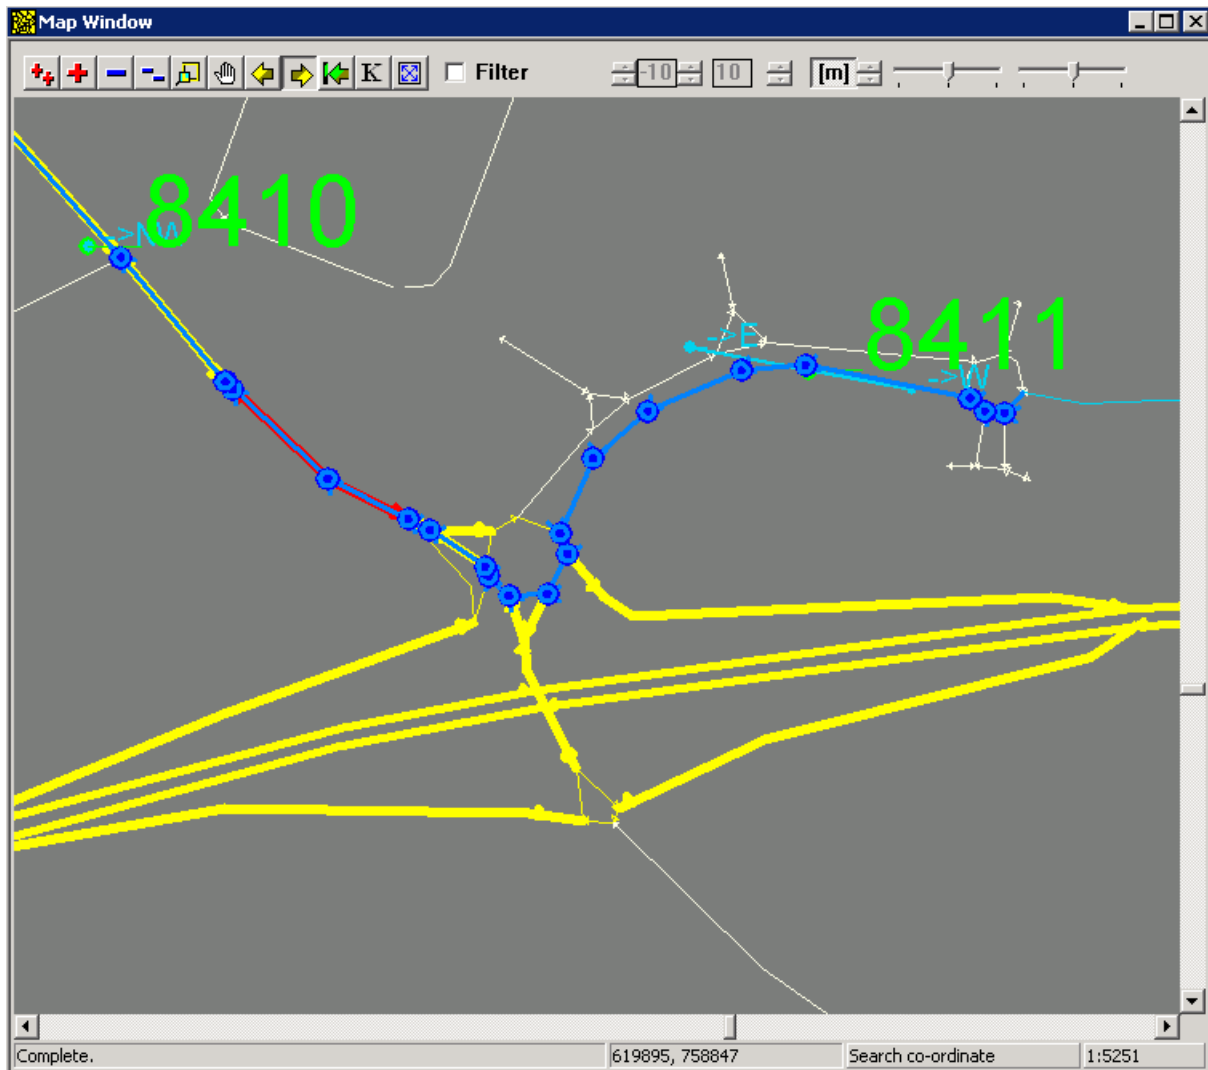 Map Window
K
Filter
-10
10
[m]
8410
->NW
8411
->E
->W
Complete.
619895, 758847
Search co-ordinate
1:5251